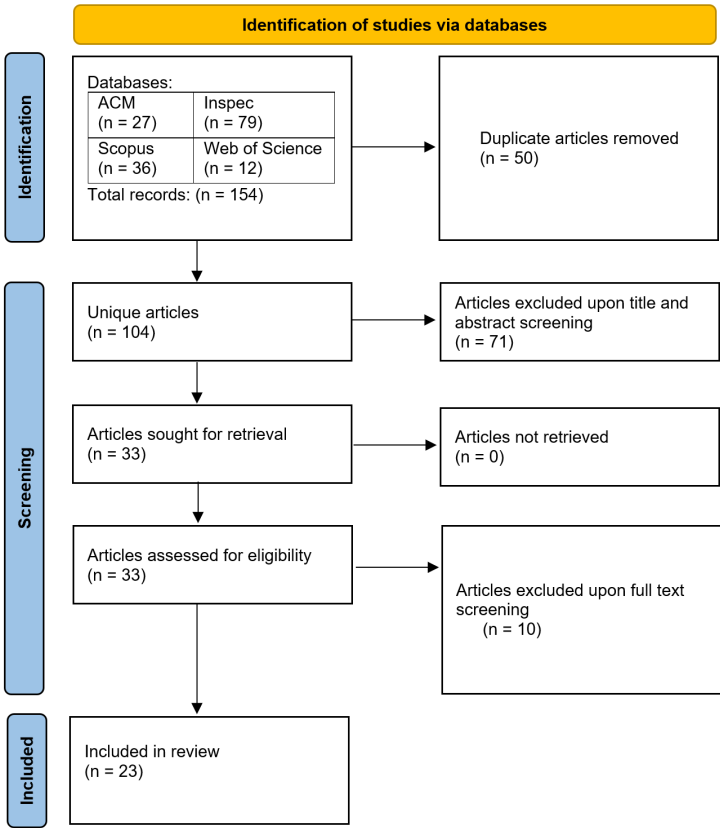 Identification of studies via databases
Identification
Databases:
ACM
(n = 27)
Inspec
(n = 79)
Scopus
(n = 36)
Web of Science
(n = 12)
Total records: (n = 154)
Duplicate articles removed
(n = 50)
Screening
Unique articles
(n = 104)
Articles excluded upon title and
abstract screening
(n = 71)
Articles sought for retrieval
(n = 33)
Articles not retrieved
(n = 0)
Articles assessed for eligibility
(n = 33)
Articles excluded upon full text
screening
(n = 10)
Included
Included in review
(n = 23)